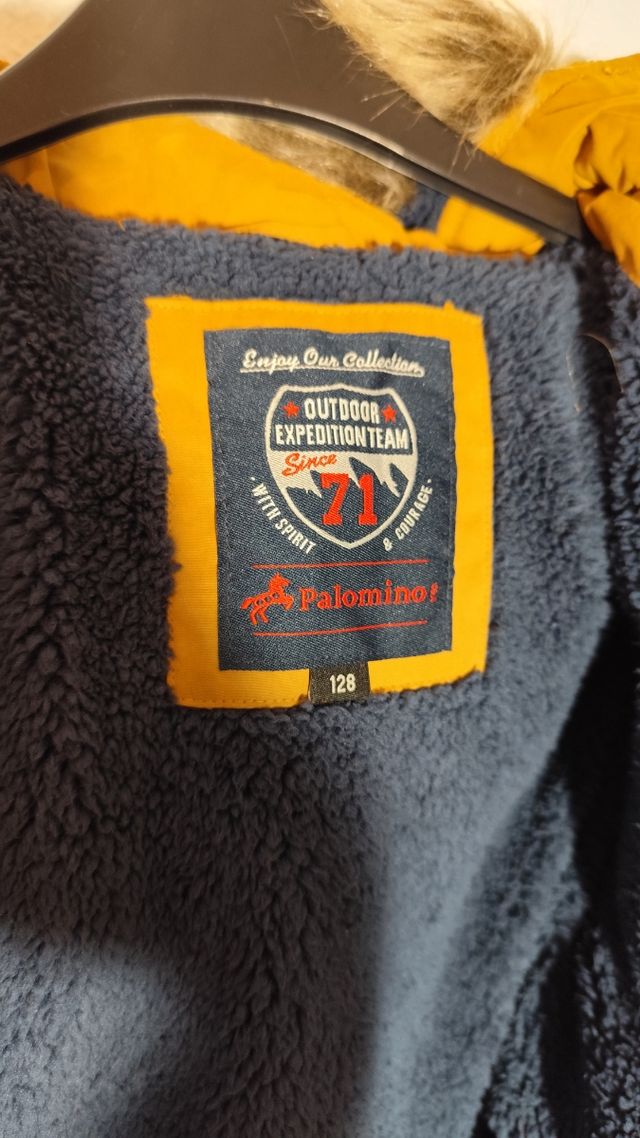 Enjoy Our Collection
OUTDOOR
EXPEDITION TEAM
Since
71
· WITH SPIRIT
& COURAGE ·
Palomino
128